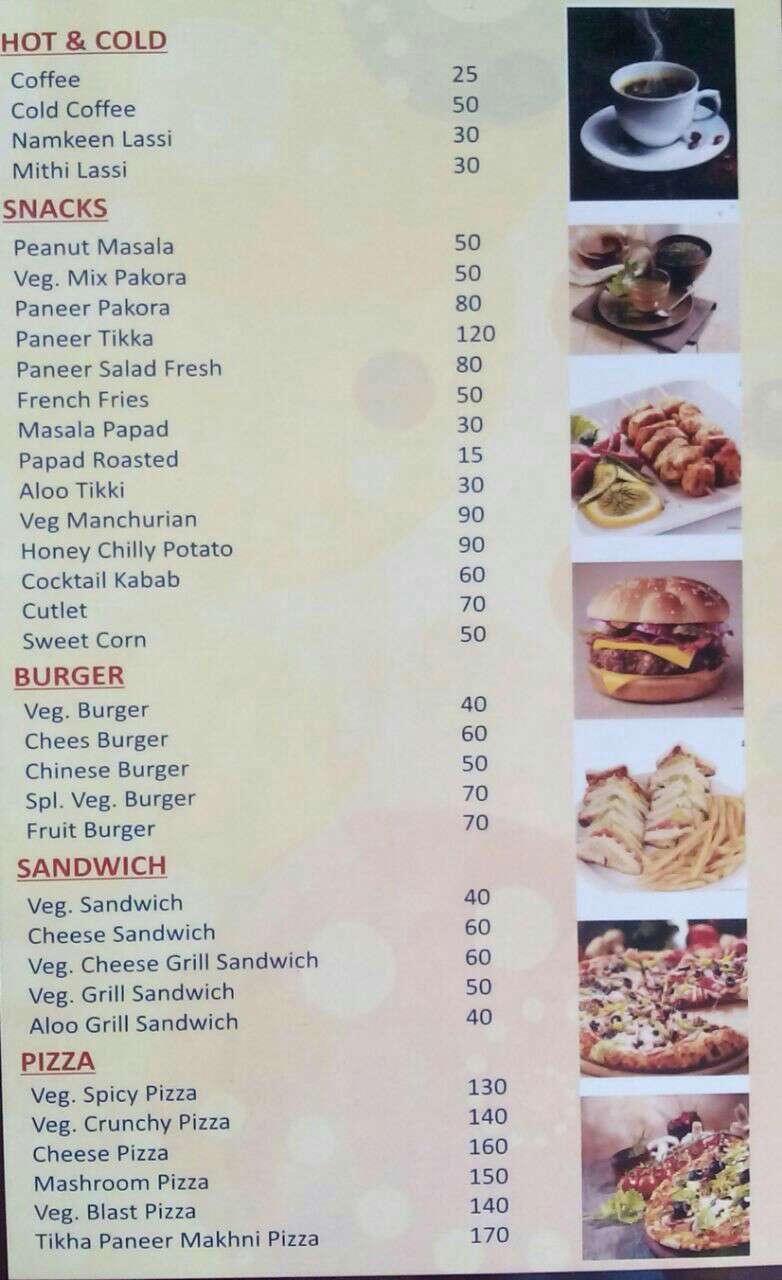 HOT & COLD
Coffee 25
Cold Coffee 50
Namkeen Lassi 30
Mithi Lassi 30
SNACKS
Peanut Masala 50
Veg. Mix Pakora 50
Paneer Pakora 80
Paneer Tikka 120
Paneer Salad Fresh 80
French Fries 50
Masala Papad 30
Papad Roasted 15
Aloo Tikki 30
Veg Manchurian 90
Honey Chilly Potato 90
Cocktail Kabab 60
Cutlet 70
Sweet Corn 50
BURGER
Veg. Burger 40
Chees Burger 60
Chinese Burger 50
Spl. Veg. Burger 70
Fruit Burger 70
SANDWICH
Veg. Sandwich 40
Cheese Sandwich 60
Veg. Cheese Grill Sandwich 60
Veg. Grill Sandwich 50
Aloo Grill Sandwich 40
PIZZA
Veg. Spicy Pizza 130
Veg. Crunchy Pizza 140
Cheese Pizza 160
Mashroom Pizza 150
Veg. Blast Pizza 140
Tikha Paneer Makhni Pizza 170